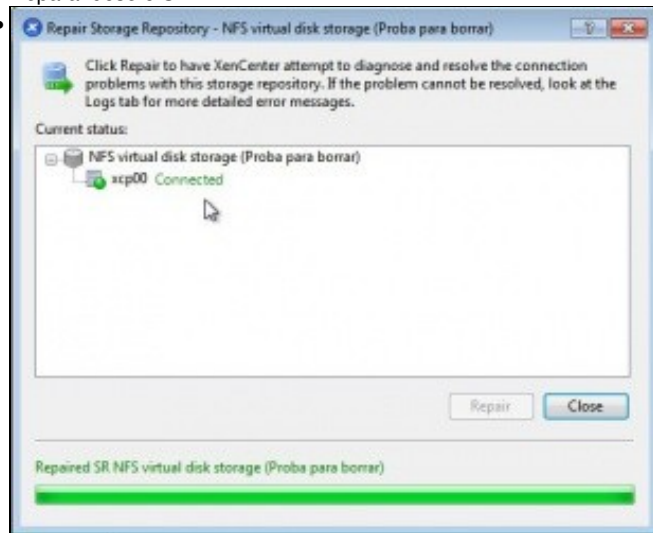 Repair Storage Repository - NFS virtual disk storage (Proba para borrar)
Click Repair to have XenCenter attempt to diagnose and resolve the connection
problems with this storage repository. If the problem cannot be resolved, look at the
Logs tab for more detailed error messages.
Current status:
NFS virtual disk storage (Proba para borrar)
xcp00 Connected
Repair Close
Repaired SR NFS virtual disk storage (Proba para borrar)